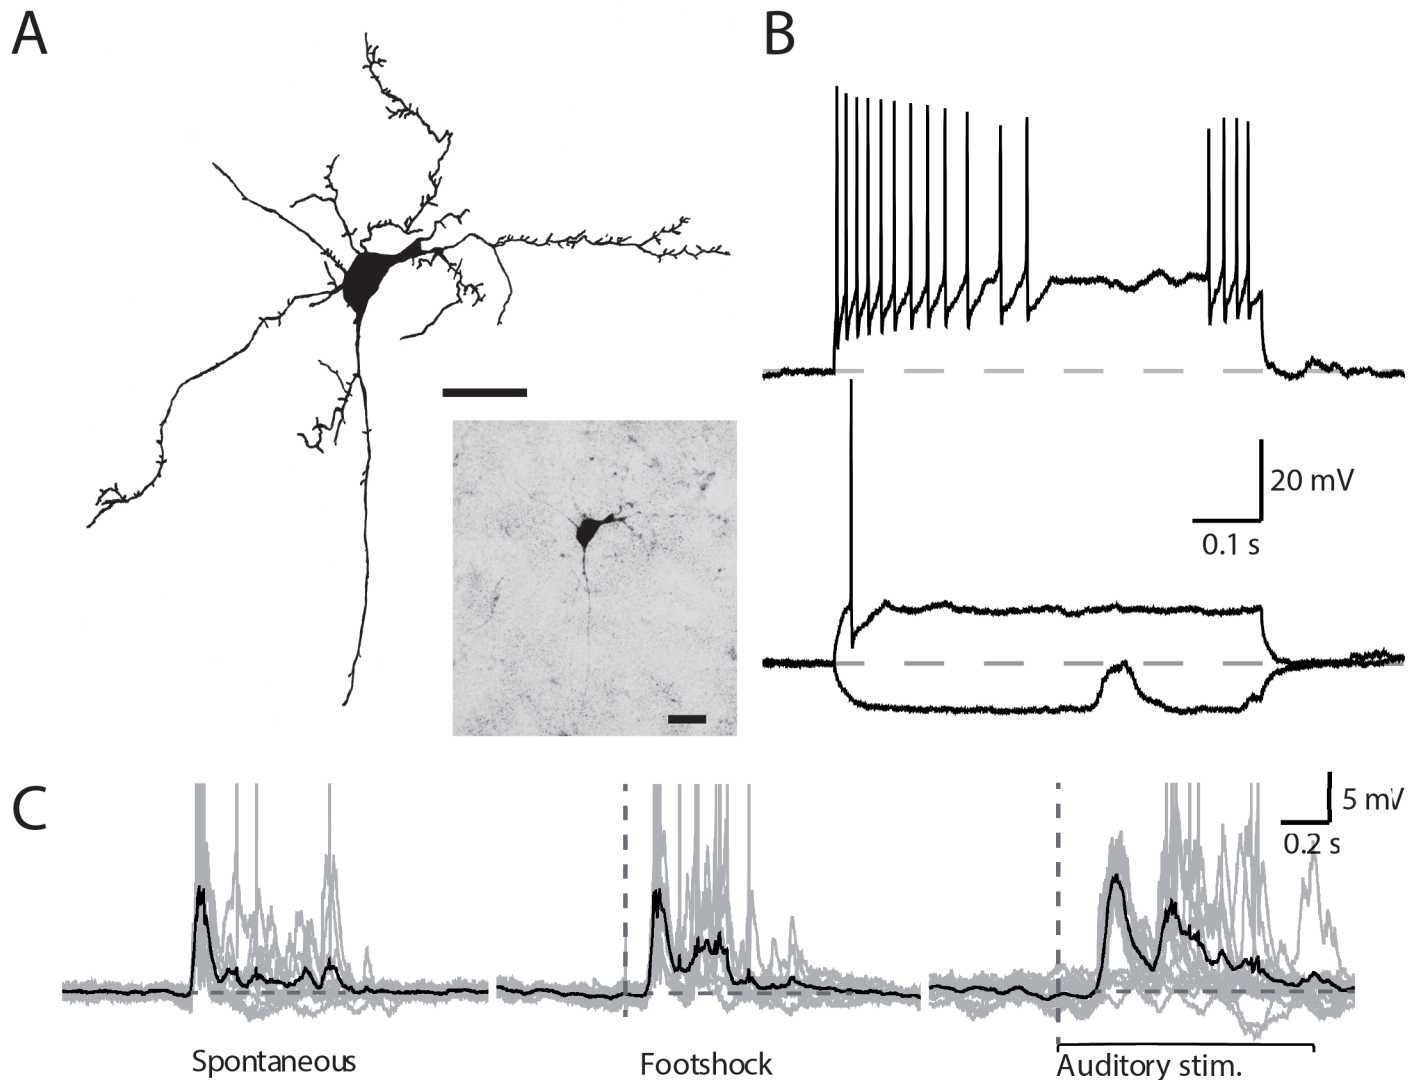 A
B
20 mV
0.1 s
C
5 mV
0.2 s
Spontaneous
Footshock
Auditory stim.